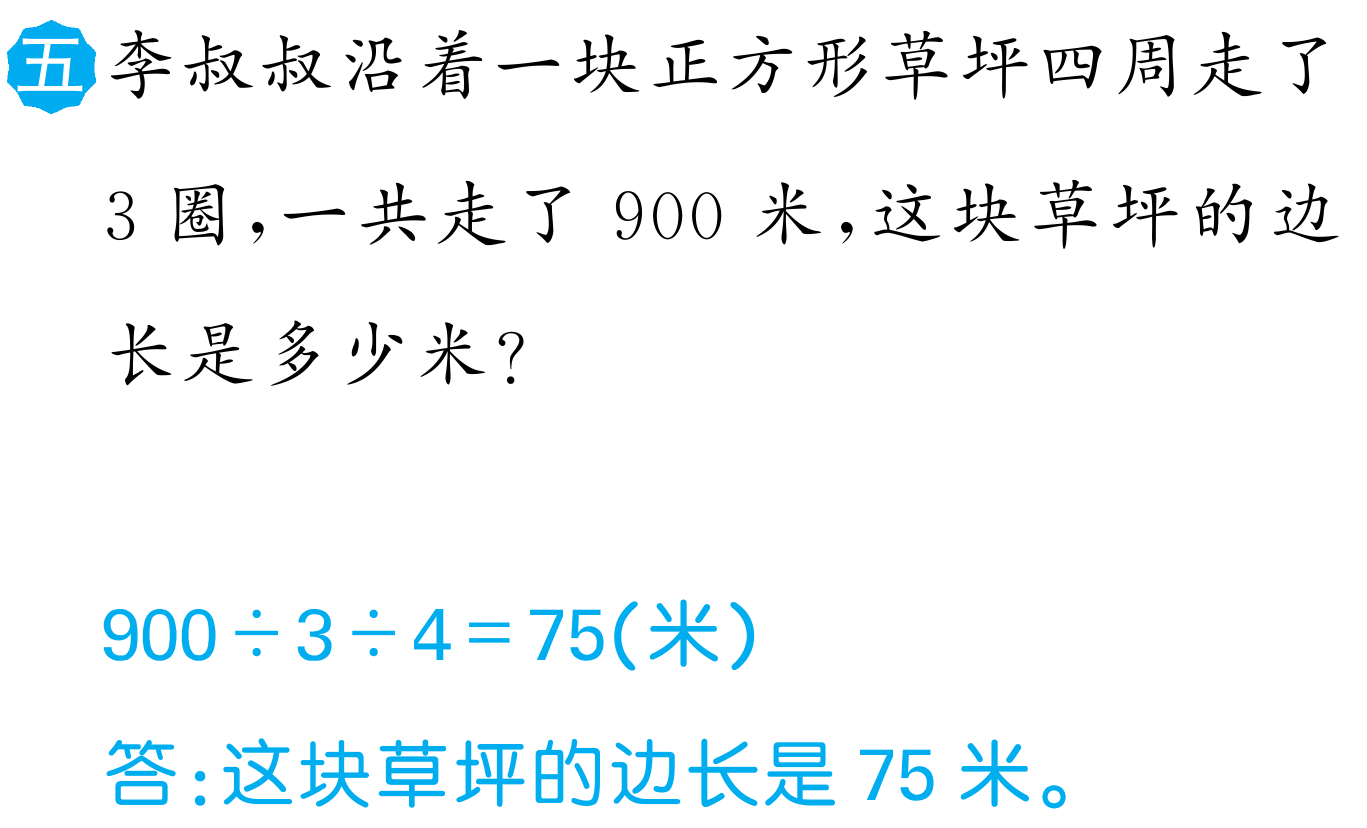 五 李叔叔沿着一块正方形草坪四周走了
3 圈,一共走了 900 米,这块草坪的边
长是多少米?
900÷3÷4=75(米)
答:这块草坪的边长是 75 米。